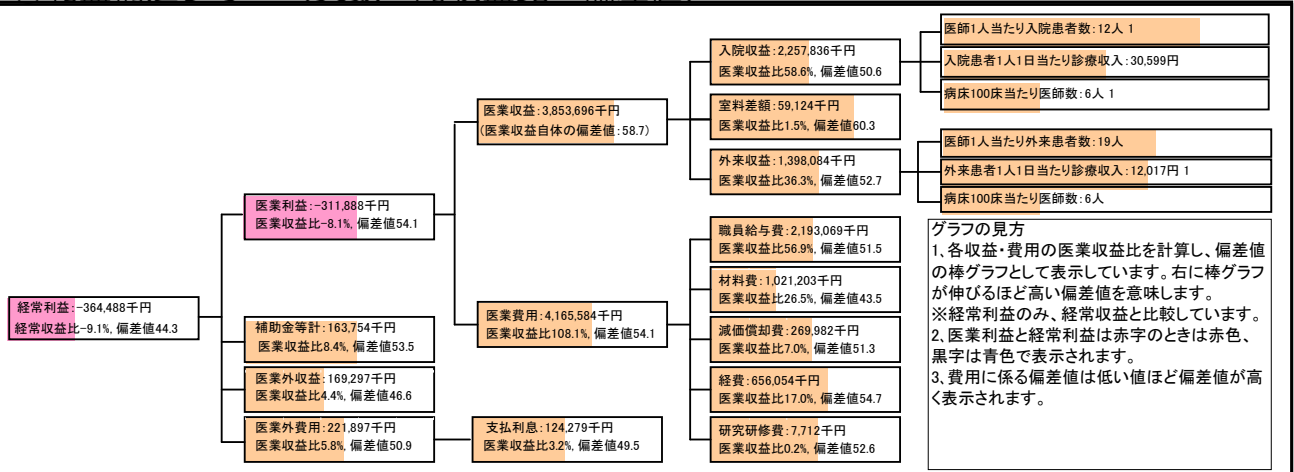 経常利益:-364,488千円
経常収益比-9.1%, 偏差値44.3
医業利益:-311,888千円
医業収益比-8.1%, 偏差値54.1
補助金等計:163,754千円
医業収益比8.4%, 偏差値53.5
医業外収益:169,297千円
医業収益比4.4%, 偏差値46.6
医業外費用:221,897千円
医業収益比5.8%, 偏差値50.9
医業収益:3,853,696千円
(医業収益自体の偏差値:58.7)
医業費用:4,165,584千円
医業収益比108.1%, 偏差値54.1
支払利息:124,279千円
医業収益比3.2%, 偏差値49.5
入院収益:2,257,836千円
医業収益比58.6%, 偏差値50.6
室料差額:59,124千円
医業収益比1.5%, 偏差値60.3
外来収益:1,398,084千円
医業収益比36.3%, 偏差値52.7
職員給与費:2,193,069千円
医業収益比56.9%, 偏差値51.5
材料費:1,021,203千円
医業収益比26.5%, 偏差値43.5
減価償却費:269,982千円
医業収益比7.0%, 偏差値51.3
経費:656,054千円
医業収益比17.0%, 偏差値54.7
研究研修費:7,712千円
医業収益比0.2%, 偏差値52.6
医師1人当たり入院患者数:12人 1
入院患者1人1日当たり診療収入:30,599円
病床100床当たり医師数:6人 1
医師1人当たり外来患者数:19人
外来患者1人1日当たり診療収入:12,017円 1
病床100床当たり医師数:6人
グラフの見方
1、各収益・費用の医業収益比を計算し、偏差値
の棒グラフとして表示しています。右に棒グラフ
が伸びるほど高い偏差値を意味します。
※経常利益のみ、経常収益と比較しています。
2、医業利益と経常利益は赤字のときは赤色、
黒字は青色で表示されます。
3、費用に係る偏差値は低い値ほど偏差値が高
く表示されます。